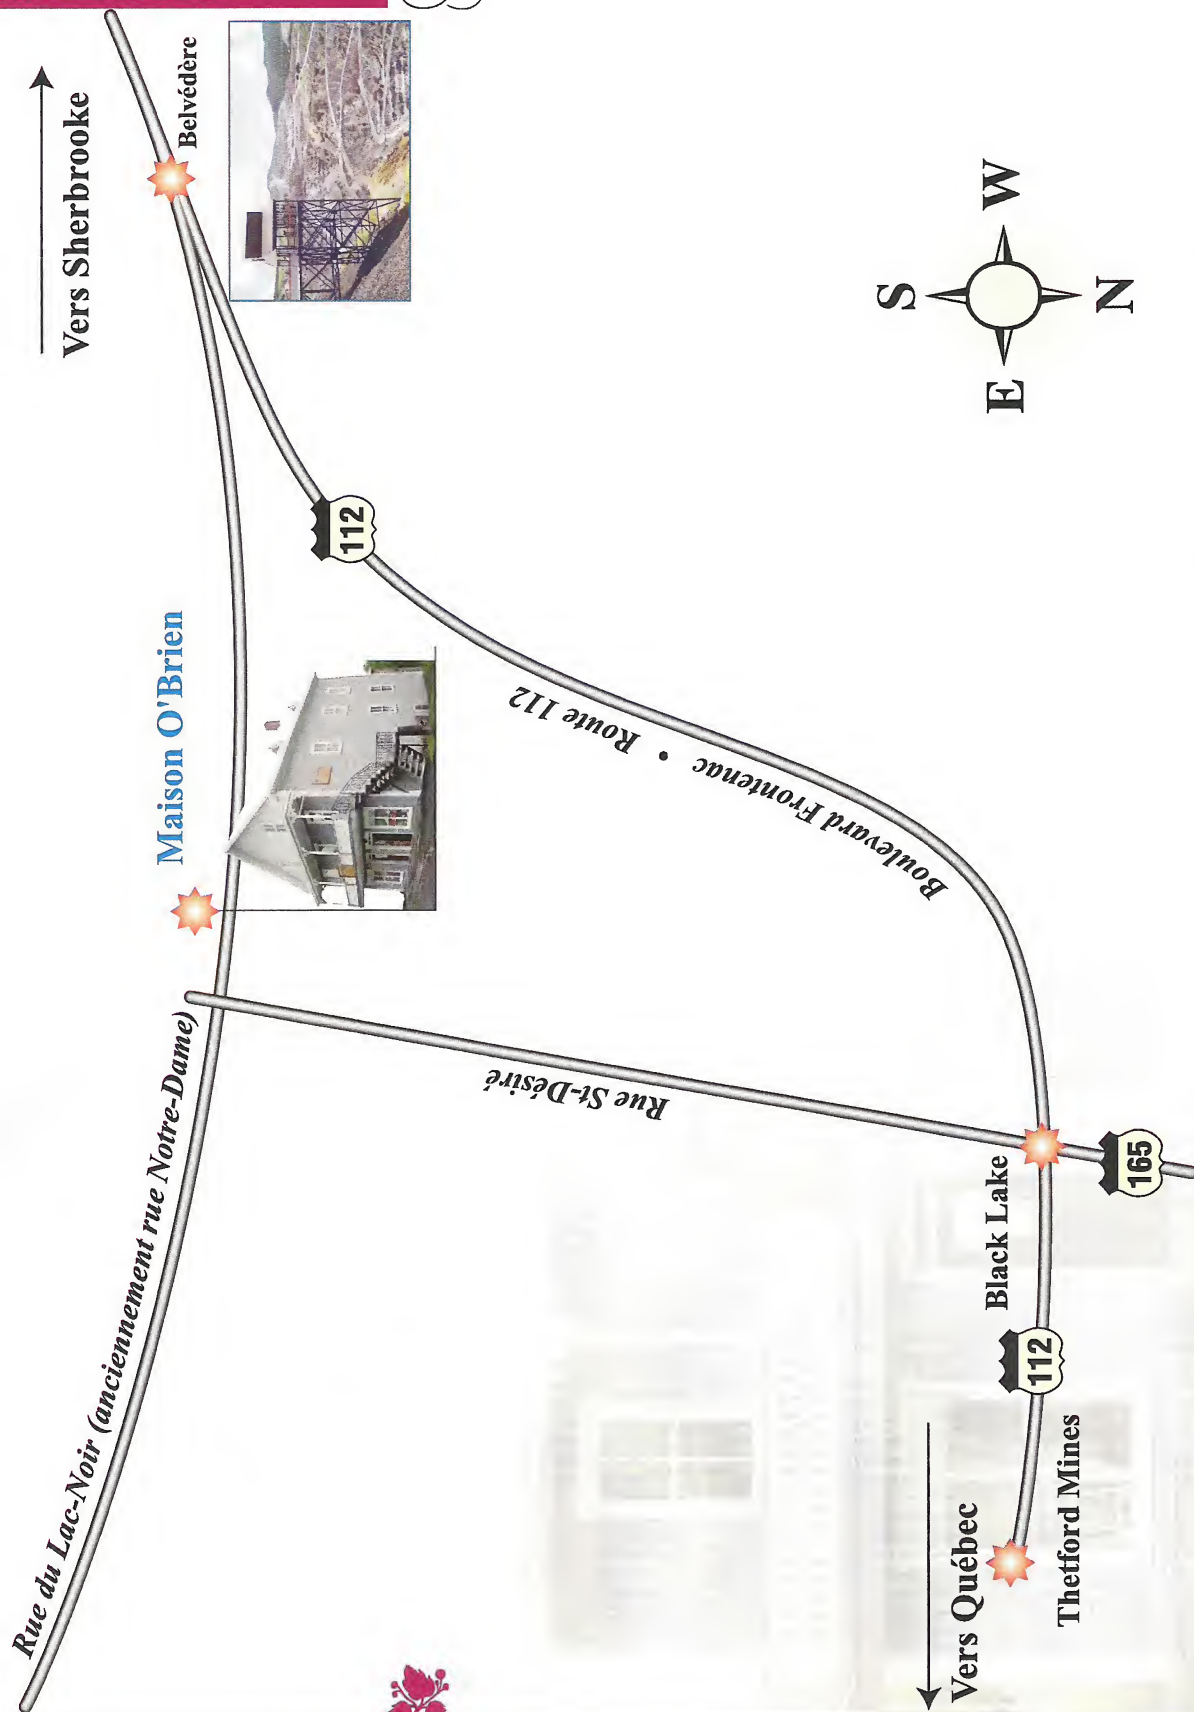 Vers Sherbrooke
Belvédère
Maison O'Brien
112
Rue du Lac-Noir (anciennement rue Notre-Dame)
Boulevard Frontenac • Route 112
Rue St-Désiré
S
E
W
N
Black Lake
165
112
Vers Québec
Thetford Mines